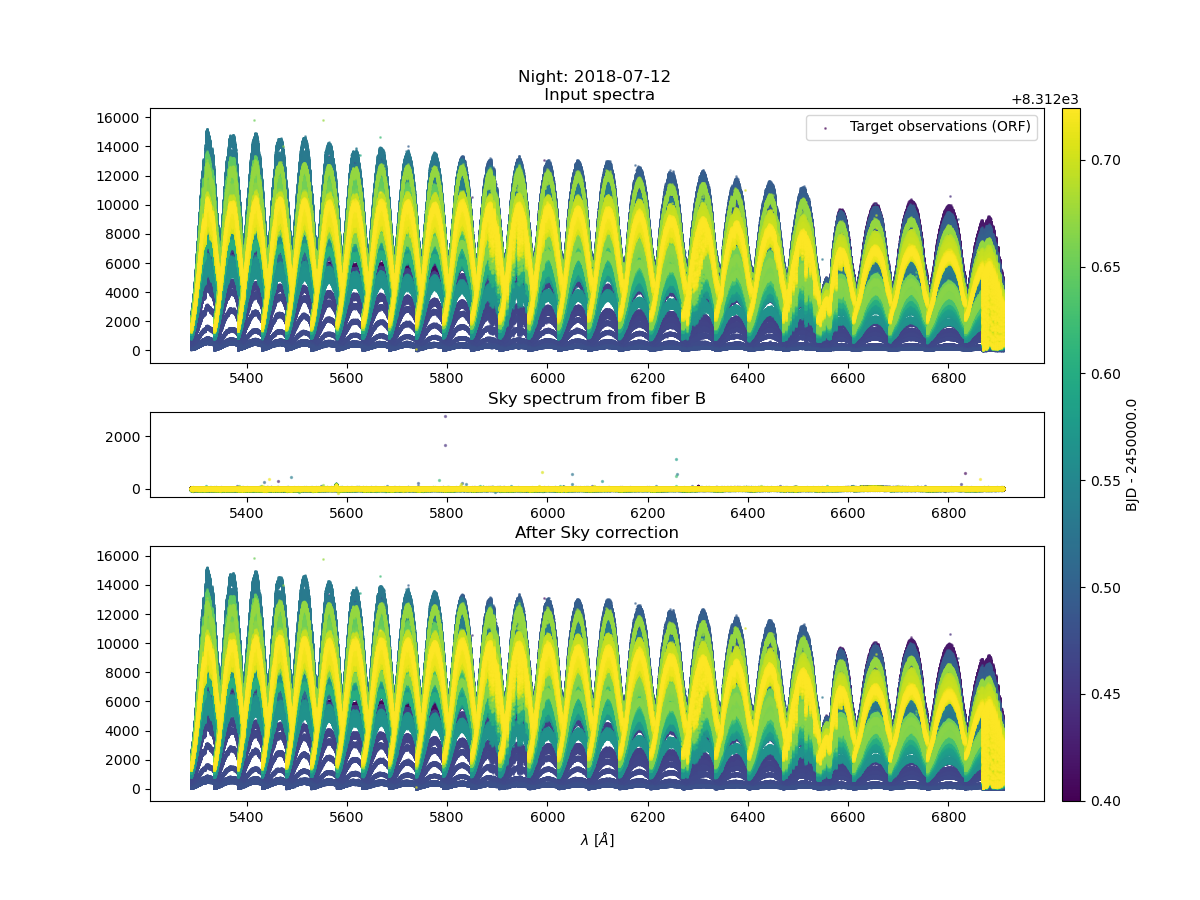 Night: 2018-07-12
Input spectra
+8.312e3
Target observations (ORF)
16000
14000
12000
10000
8000
6000
4000
2000
0
5400 5600 5800 6000 6200 6400 6600 6800
Sky spectrum from fiber B
2000
0
5400 5600 5800 6000 6200 6400 6600 6800
After Sky correction
16000
14000
12000
10000
8000
6000
4000
2000
0
5400 5600 5800 6000 6200 6400 6600 6800
λ [Å]
0.70
0.65
0.60
0.55
0.50
0.45
0.40
BJD - 2450000.0